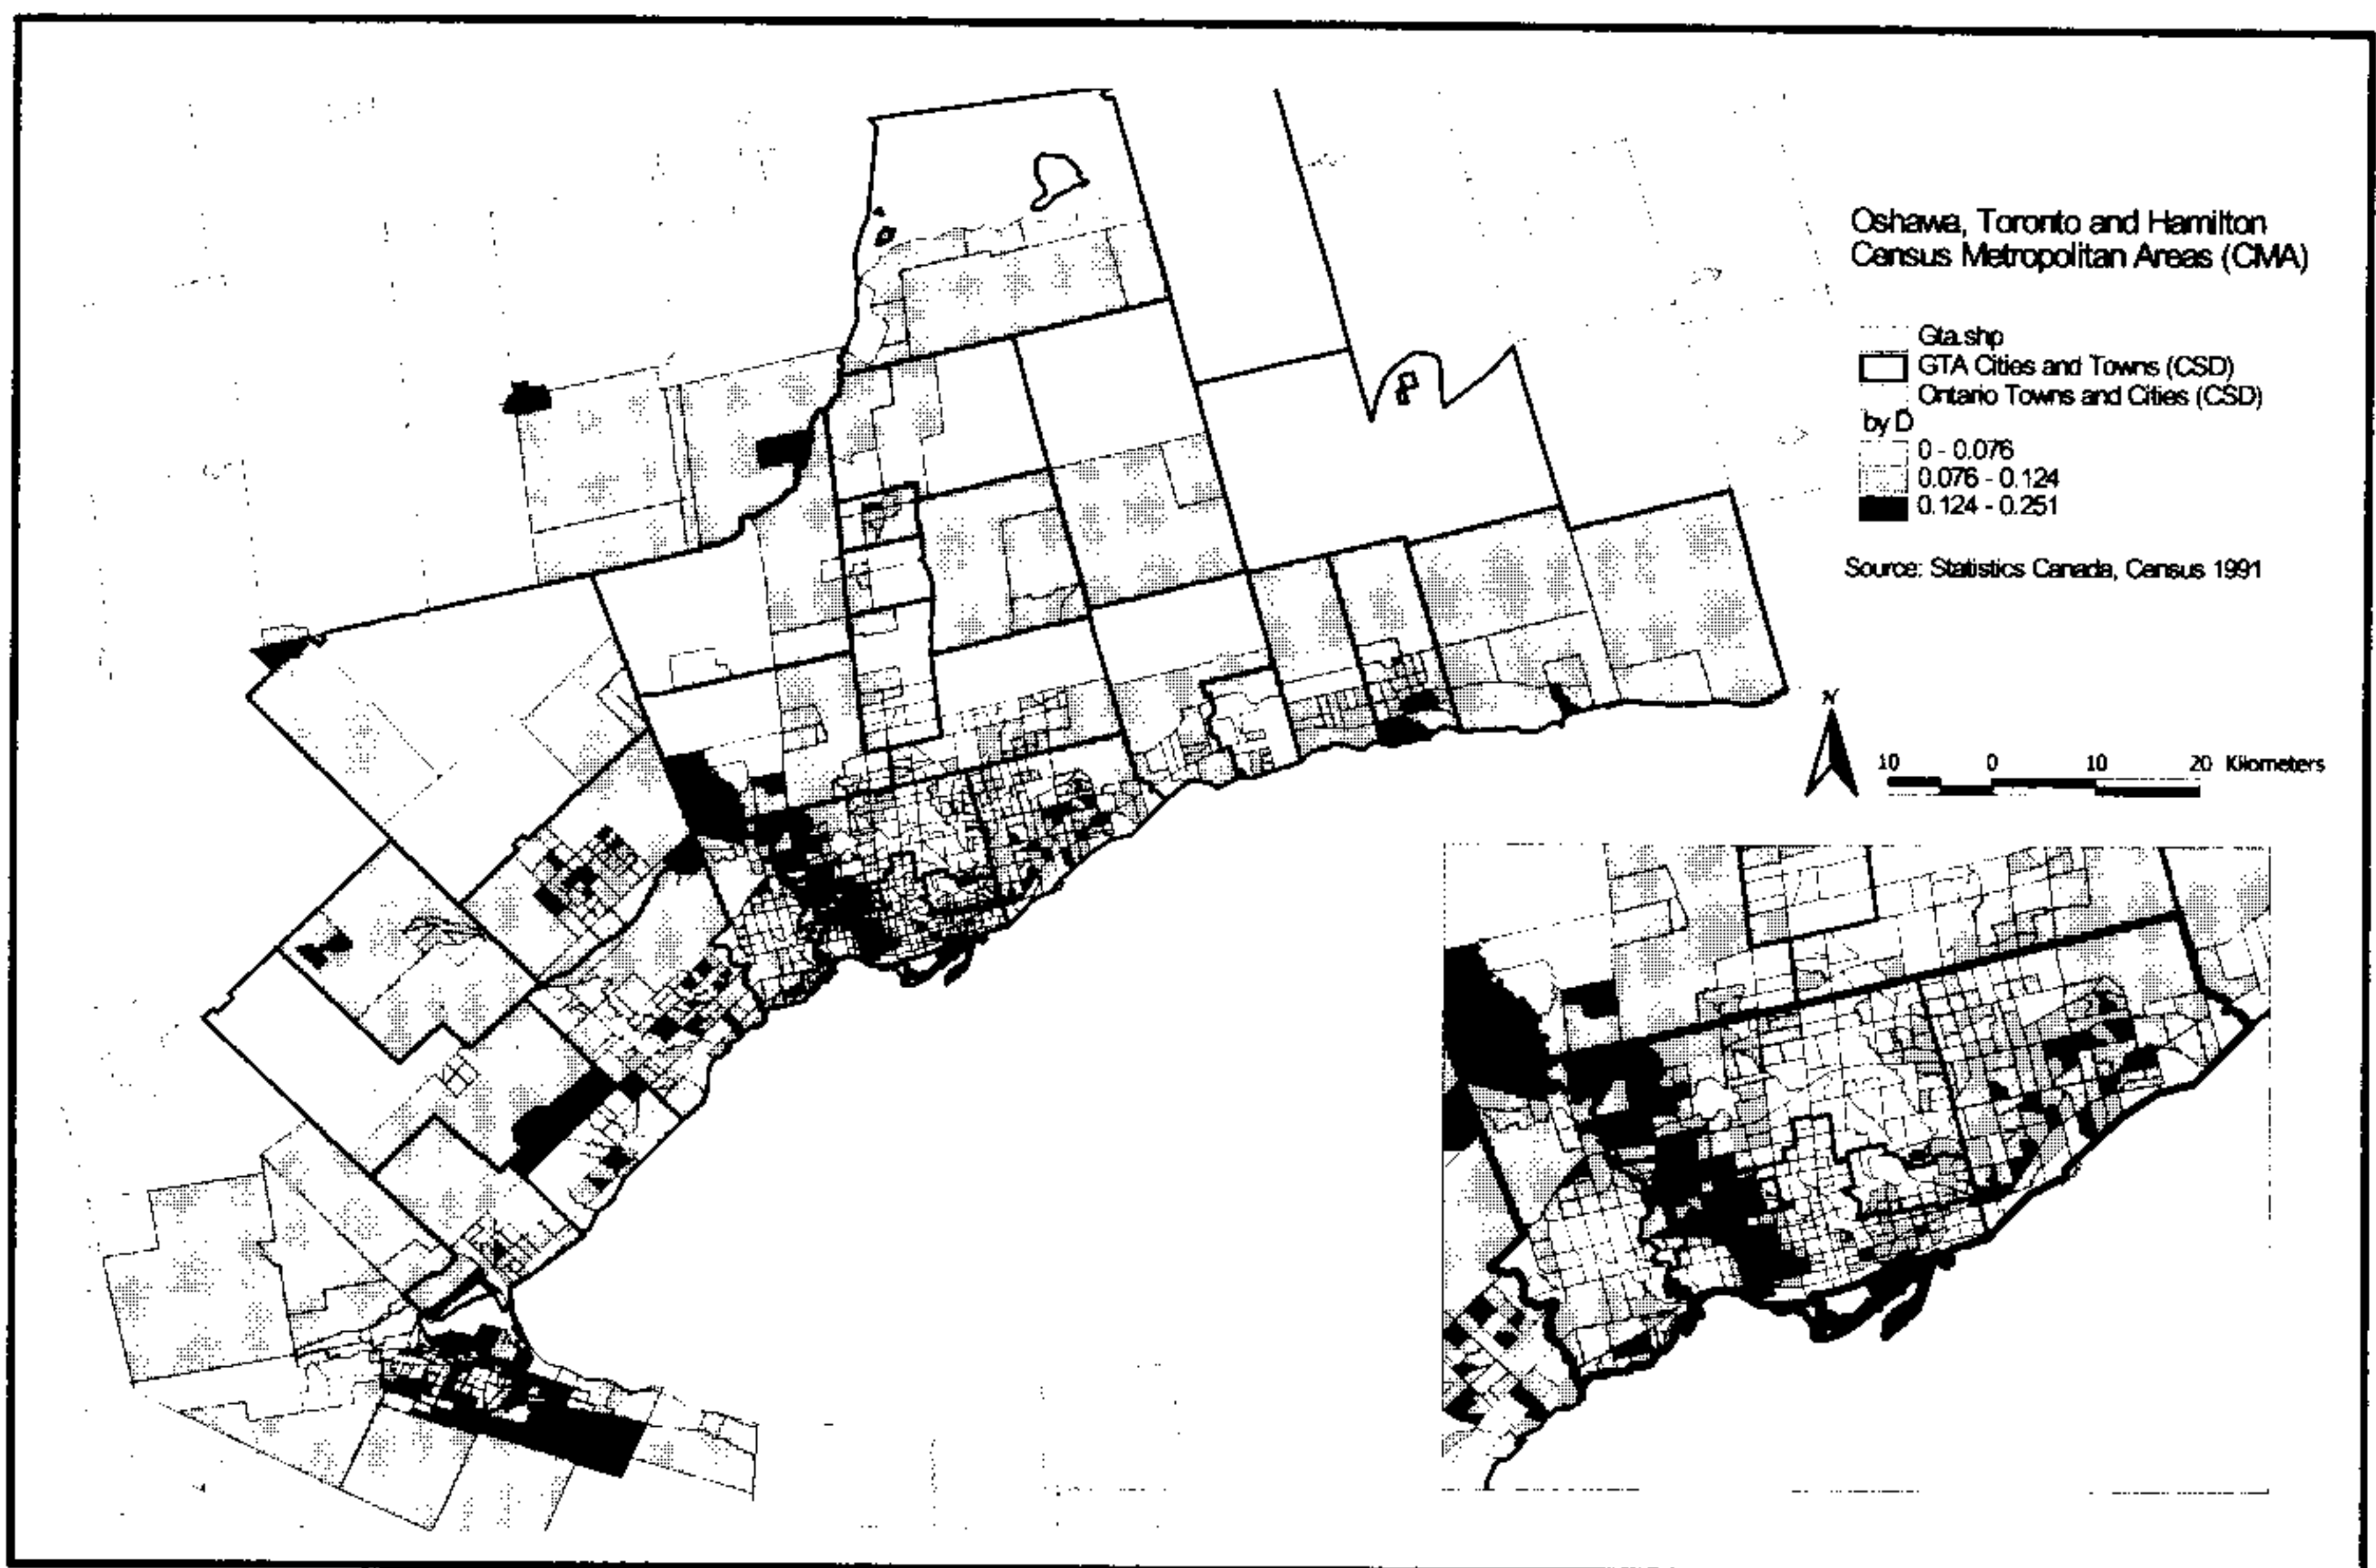 Oshawa, Toronto and Hamilton
Census Metropolitan Areas (CMA)
Gta.shp
GTA Cities and Towns (CSD)
Ontario Towns and Cities (CSD)
by D
0 - 0.076
0.076 - 0.124
0.124 - 0.251
Source: Statistics Canada, Census 1991
N
10 0 10 20 Kilometers